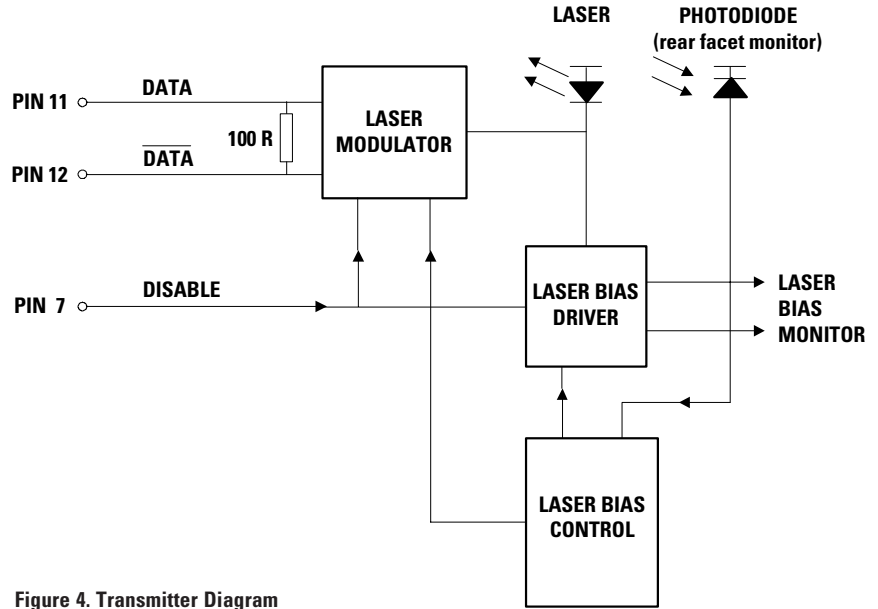 LASER
PHOTODIODE
(rear facet monitor)
PIN 11
DATA
100 R
LASER
MODULATOR
PIN 12
DATA
PIN 7
DISABLE
LASER BIAS
DRIVER
LASER
BIAS
MONITOR
LASER BIAS
CONTROL
Figure 4. Transmitter Diagram